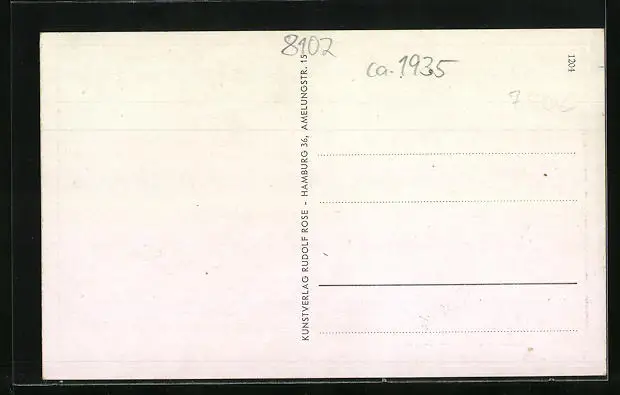 8102
ca. 1935
1204
KUNSTVERLAG RUDOLF ROSE - HAMBURG 36, AMELUNGSTR. 15